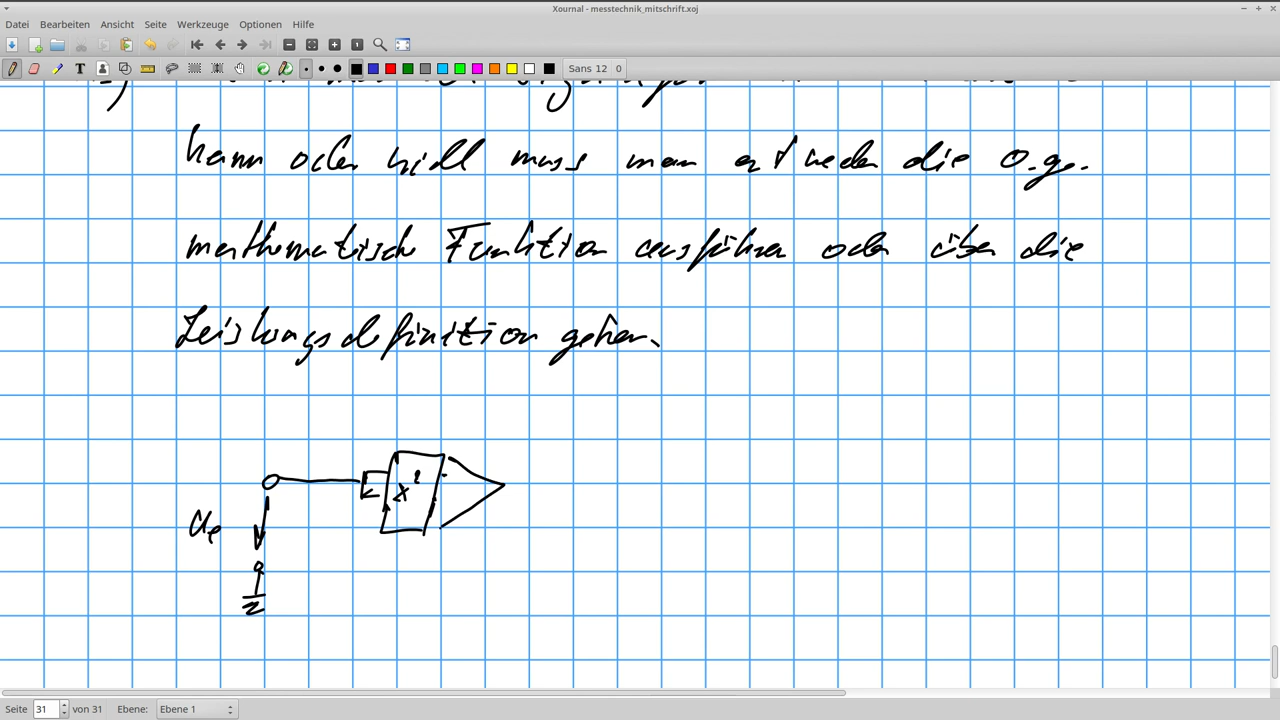 Xournal - messtechnik_mitschrift.xoj
Datei Bearbeiten Ansicht Seite Werkzeuge Optionen Hilfe
Sans 12 0
kann oder will muss man entweder die o.g.
mathematische Funktion ausführen oder über die
Leistungsdefinition gehen.
x²
Ue
Seite 31 von 31 Ebene: Ebene 1